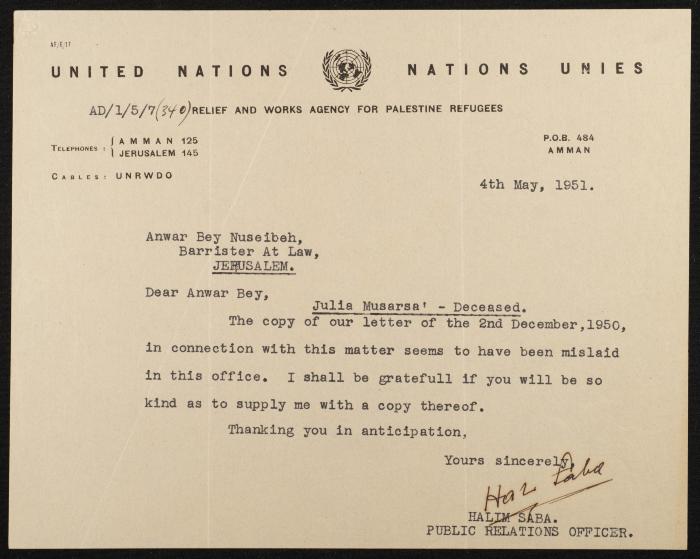 AF/E/17
UNITED NATIONS NATIONS UNIES
AD/1/5/7(340) RELIEF AND WORKS AGENCY FOR PALESTINE REFUGEES
TELEPHONES : { AMMAN 125
JERUSALEM 145
P.O.B. 484
AMMAN
CABLES : UNRWDO
4th May, 1951.
Anwar Bey Nuseibeh,
Barrister At Law,
JERUSALEM.
Dear Anwar Bey,
Julia Musarsa' - Deceased.
The copy of our letter of the 2nd December,1950,
in connection with this matter seems to have been mislaid
in this office. I shall be gratefull if you will be so
kind as to supply me with a copy thereof.
Thanking you in anticipation,
Yours sincerely,
HALIM SABA.
PUBLIC RELATIONS OFFICER.